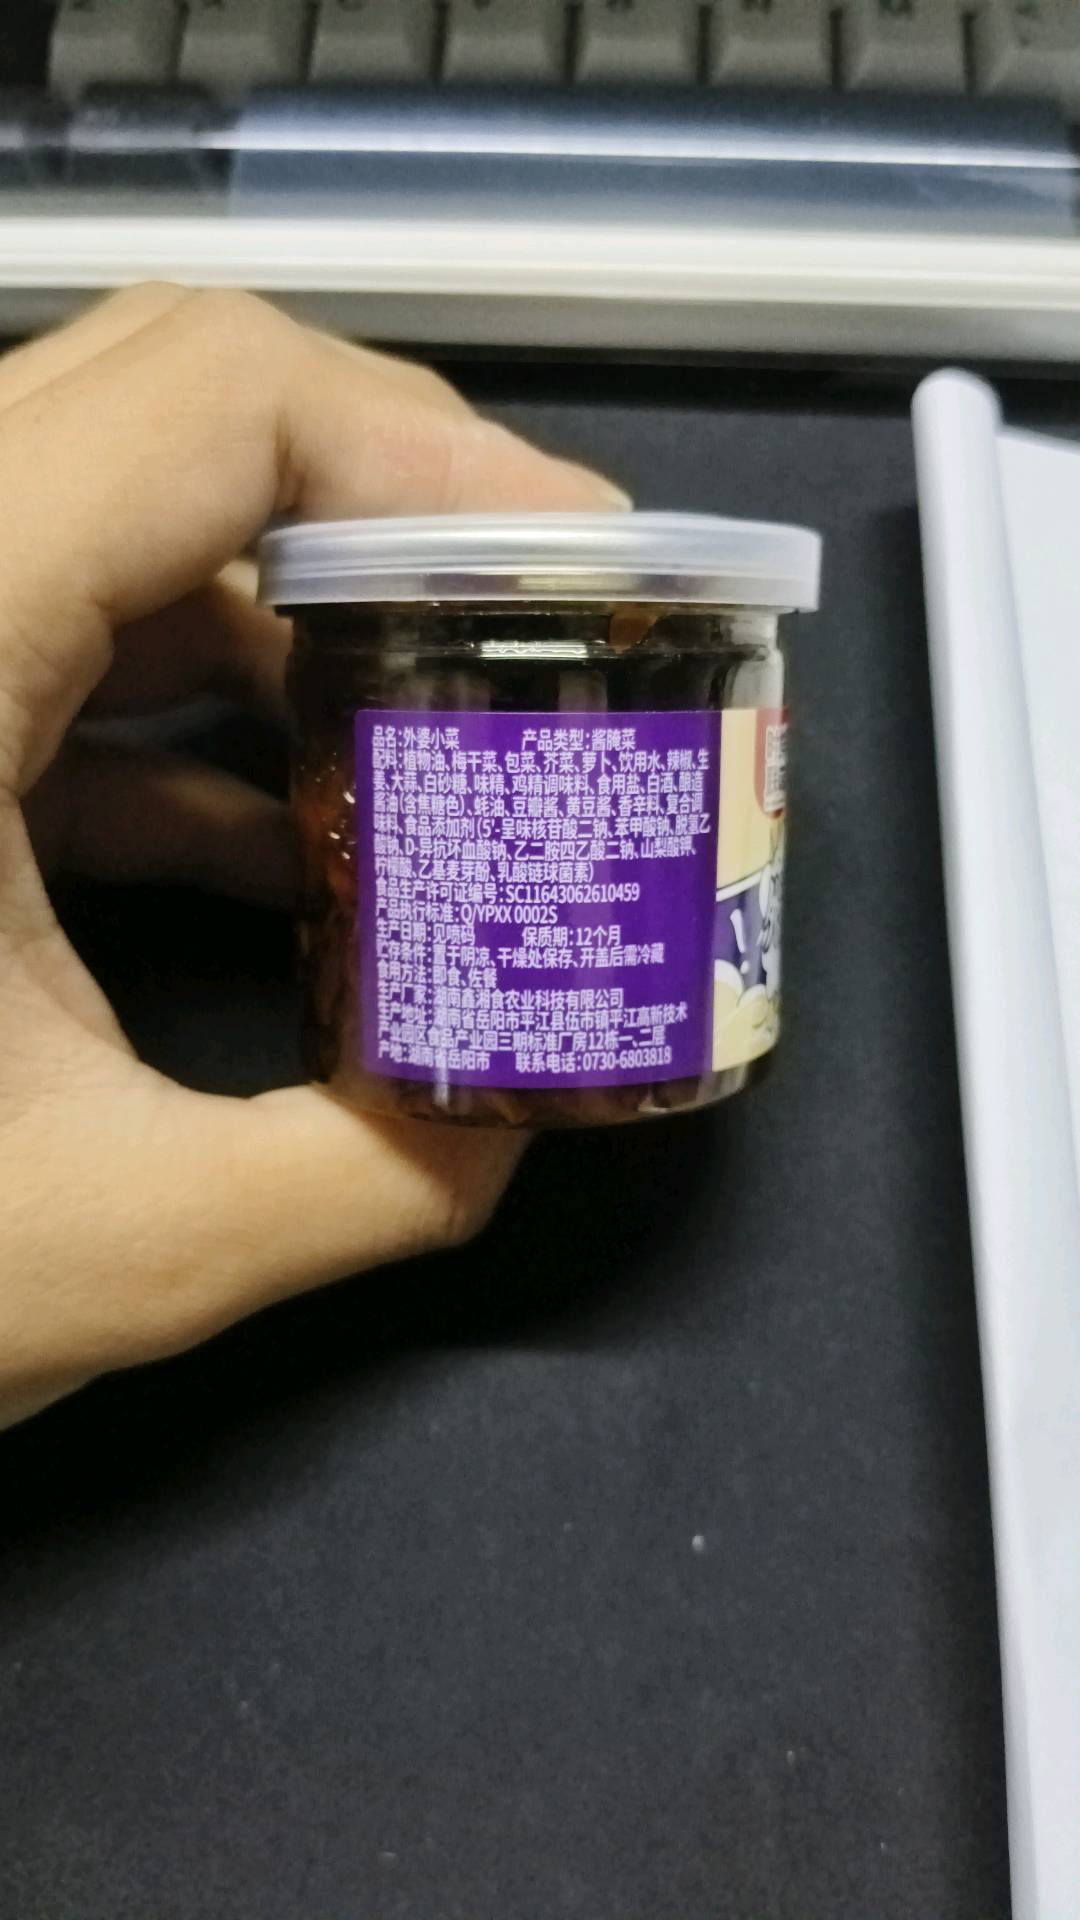 品名:外婆小菜 产品类型:酱腌菜
配料:植物油、梅干菜、包菜、芥菜、萝卜、饮用水、辣椒、生
姜、大蒜、白砂糖、味精、鸡精调味料、食用盐、白酒、酿造
酱油(含焦糖色)、蚝油、豆瓣酱、黄豆酱、香辛料、复合调
味料、食品添加剂(5'-呈味核苷酸二钠、苯甲酸钠、脱氢乙
酸钠、D-异抗坏血酸钠、乙二胺四乙酸二钠、山梨酸钾、
柠檬酸、乙基麦芽酚、乳酸链球菌素)
食品生产许可证编号:SC11643062610459
产品执行标准:Q/YPXX 0002S
生产日期:见喷码 保质期:12个月
贮存条件:置于阴凉、干燥处保存、开盖后需冷藏
食用方法:即食、佐餐
生产厂家:湖南鑫湘食农业科技有限公司
生产地址:湖南省岳阳市平江县伍市镇平江高新技术
产业园区食品产业园三期标准厂房12栋一、二层
产地:湖南省岳阳市 联系电话:0730-6803818